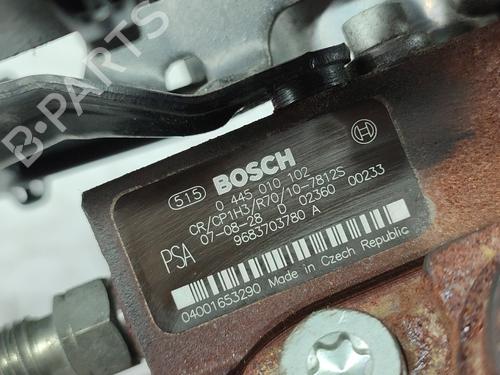 B-PARTS
515 BOSCH
0 445 010 102
CR/CP1H3/R70/10-7812S
07-08-28 D 02360 00233
PSA 9683703780 A
04001653290 Made in Czech Republic